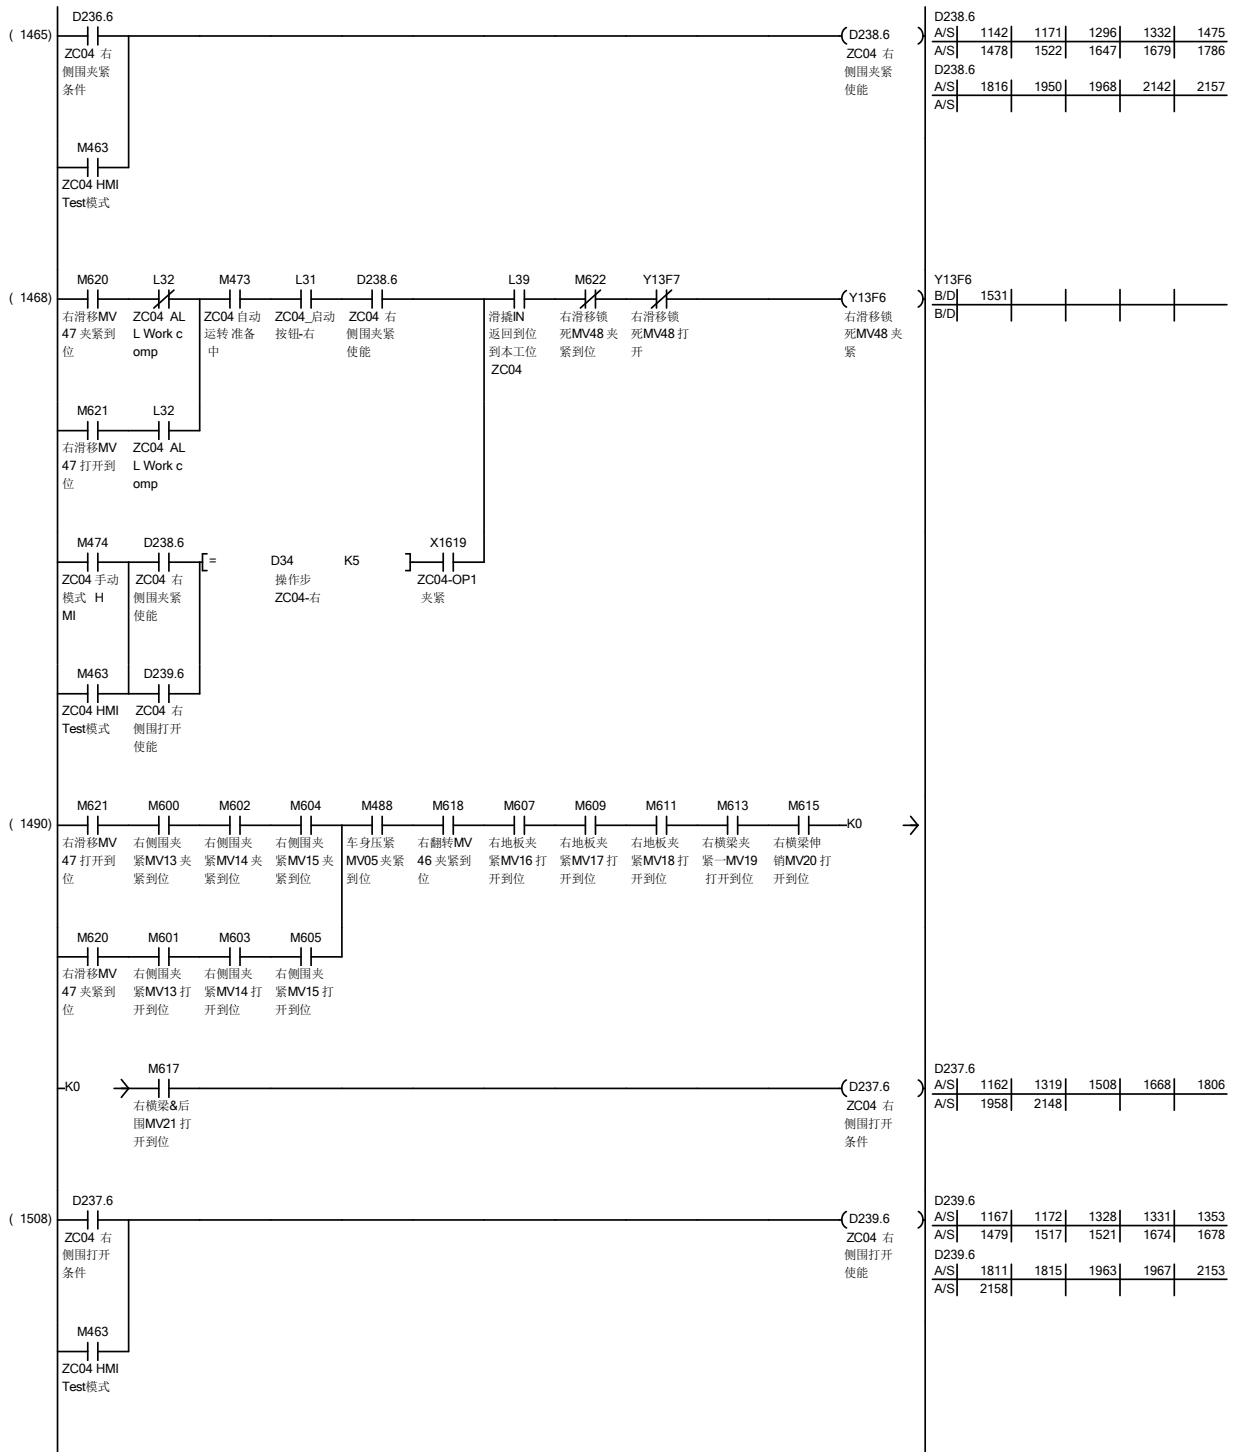 D236.6
D238.6
( 1465)
(D238.6 )
A/S 1142 1171 1296 1332 1475
ZC04 右
侧围夹紧
条件
ZC04 右
侧围夹紧
使能
A/S 1478 1522 1647 1679 1786
D238.6
A/S 1816 1950 1968 2142 2157
A/S
M463
ZC04 HMI
Test模式
M620 L32 M473 L31 D238.6 L39 M622 Y13F7
Y13F6
( 1468)
(Y13F6 )
B/D 1531
B/D
右滑移MV
47 夹紧到
位
ZC04 AL
L Work c
omp
ZC04 自动
运转 准备
中
ZC04_启动
按钮-右
ZC04 右
侧围夹紧
使能
滑撬IN
返回到位
到本工位
ZC04
右滑移锁
死MV48 夹
紧到位
右滑移锁
死MV48 打
开
右滑移锁
死MV48 夹
紧
M621 L32
右滑移MV
47 打开到
位
ZC04 AL
L Work c
omp
M474 D238.6 X1619
[= D34 K5 ]
ZC04 手动
模式 H
MI
ZC04 右
侧围夹紧
使能
操作步
ZC04-右
ZC04-OP1
夹紧
M463 D239.6
ZC04 HMI
Test模式
ZC04 右
侧围打开
使能
M621 M600 M602 M604 M488 M618 M607 M609 M611 M613 M615
( 1490)
K0
右滑移MV
47 打开到
位
右侧围夹
紧MV13 夹
紧到位
右侧围夹
紧MV14 夹
紧到位
右侧围夹
紧MV15 夹
紧到位
车身压紧
MV05 夹紧
到位
右翻转MV
46 夹紧到
位
右地板夹
紧MV16 打
开到位
右地板夹
紧MV17 打
开到位
右地板夹
紧MV18 打
开到位
右横梁夹
紧一MV19
打开到位
右横梁伸
销MV20 打
开到位
M620 M601 M603 M605
右滑移MV
47 夹紧到
位
右侧围夹
紧MV13 打
开到位
右侧围夹
紧MV14 打
开到位
右侧围夹
紧MV15 打
开到位
M617
D237.6
K0
(D237.6 )
A/S 1162 1319 1508 1668 1806
A/S 1958 2148
右横梁&后
围MV21 打
开到位
ZC04 右
侧围打开
条件
D237.6
D239.6
( 1508)
(D239.6 )
A/S 1167 1172 1328 1331 1353
A/S 1479 1517 1521 1674 1678
ZC04 右
侧围打开
条件
ZC04 右
侧围打开
使能
D239.6
A/S 1811 1815 1963 1967 2153
A/S 2158
M463
ZC04 HMI
Test模式